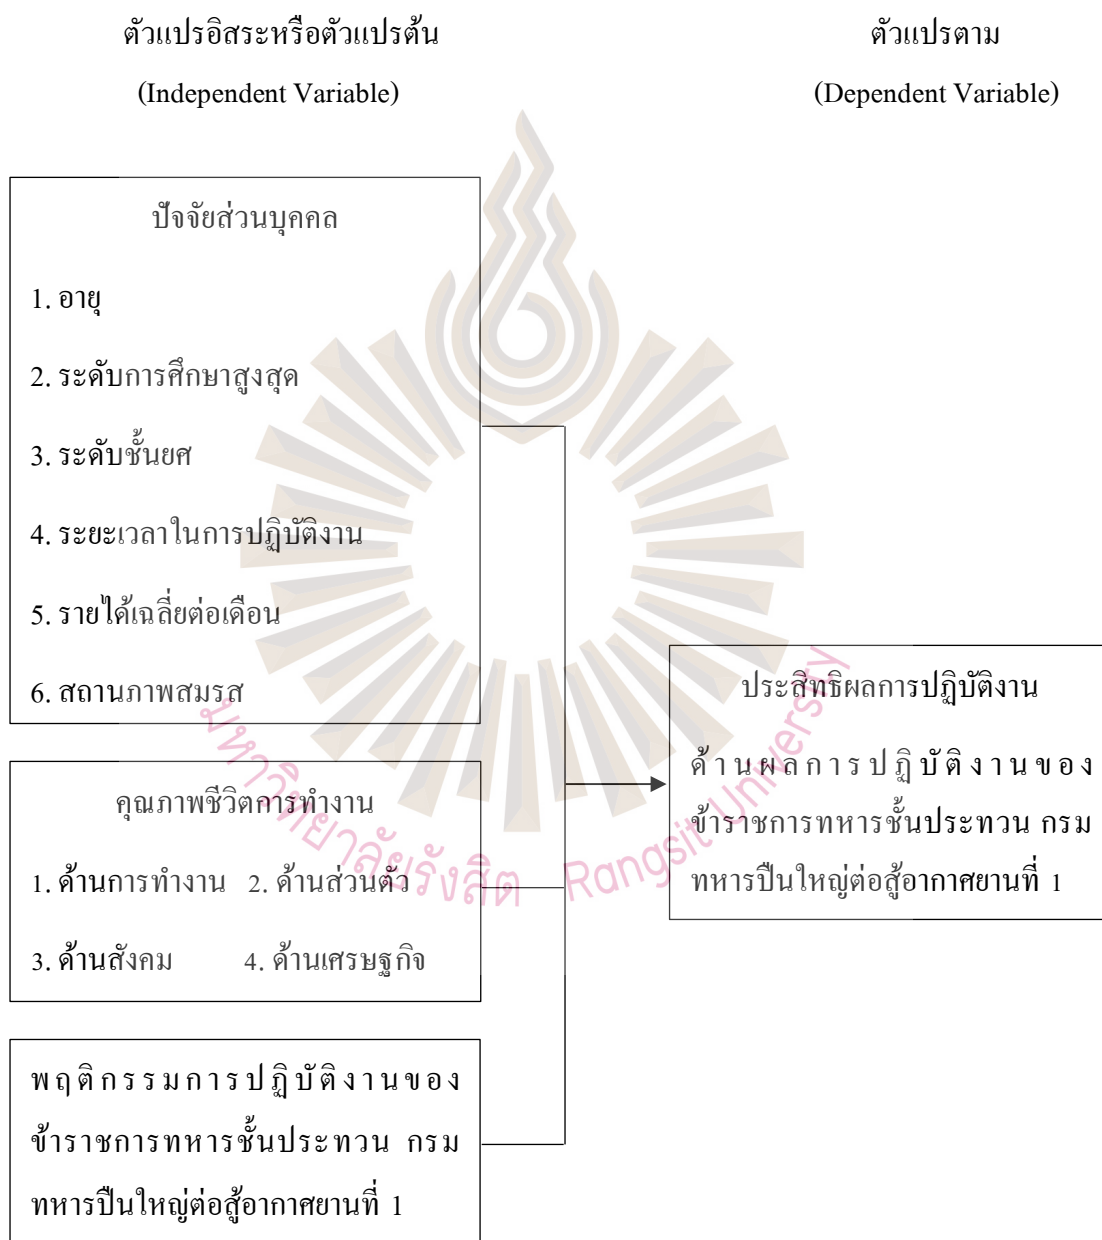 ตัวแปรอิสระหรือตัวแปรต้น
(Independent Variable)
ตัวแปรตาม
(Dependent Variable)
ปัจจัยส่วนบุคคล
1. อายุ
2. ระดับการศึกษาสูงสุด
3. ระดับชั้นยศ
4. ระยะเวลาในการปฏิบัติงาน
5. รายได้เฉลี่ยต่อเดือน
6. สถานภาพสมรส
คุณภาพชีวิตการทำงาน
1. ด้านการทำงาน 2. ด้านส่วนตัว
3. ด้านสังคม 4. ด้านเศรษฐกิจ
พฤติกรรมการปฏิบัติงานของ
ข้าราชการทหารชั้นประทวน กรม
ทหารปืนใหญ่ต่อสู้อากาศยานที่ 1
ประสิทธิผลการปฏิบัติงาน
ด้านผลการปฏิบัติงานของ
ข้าราชการทหารชั้นประทวน กรม
ทหารปืนใหญ่ต่อสู้อากาศยานที่ 1
มหาวิทยาลัยรังสิต Rangsit University